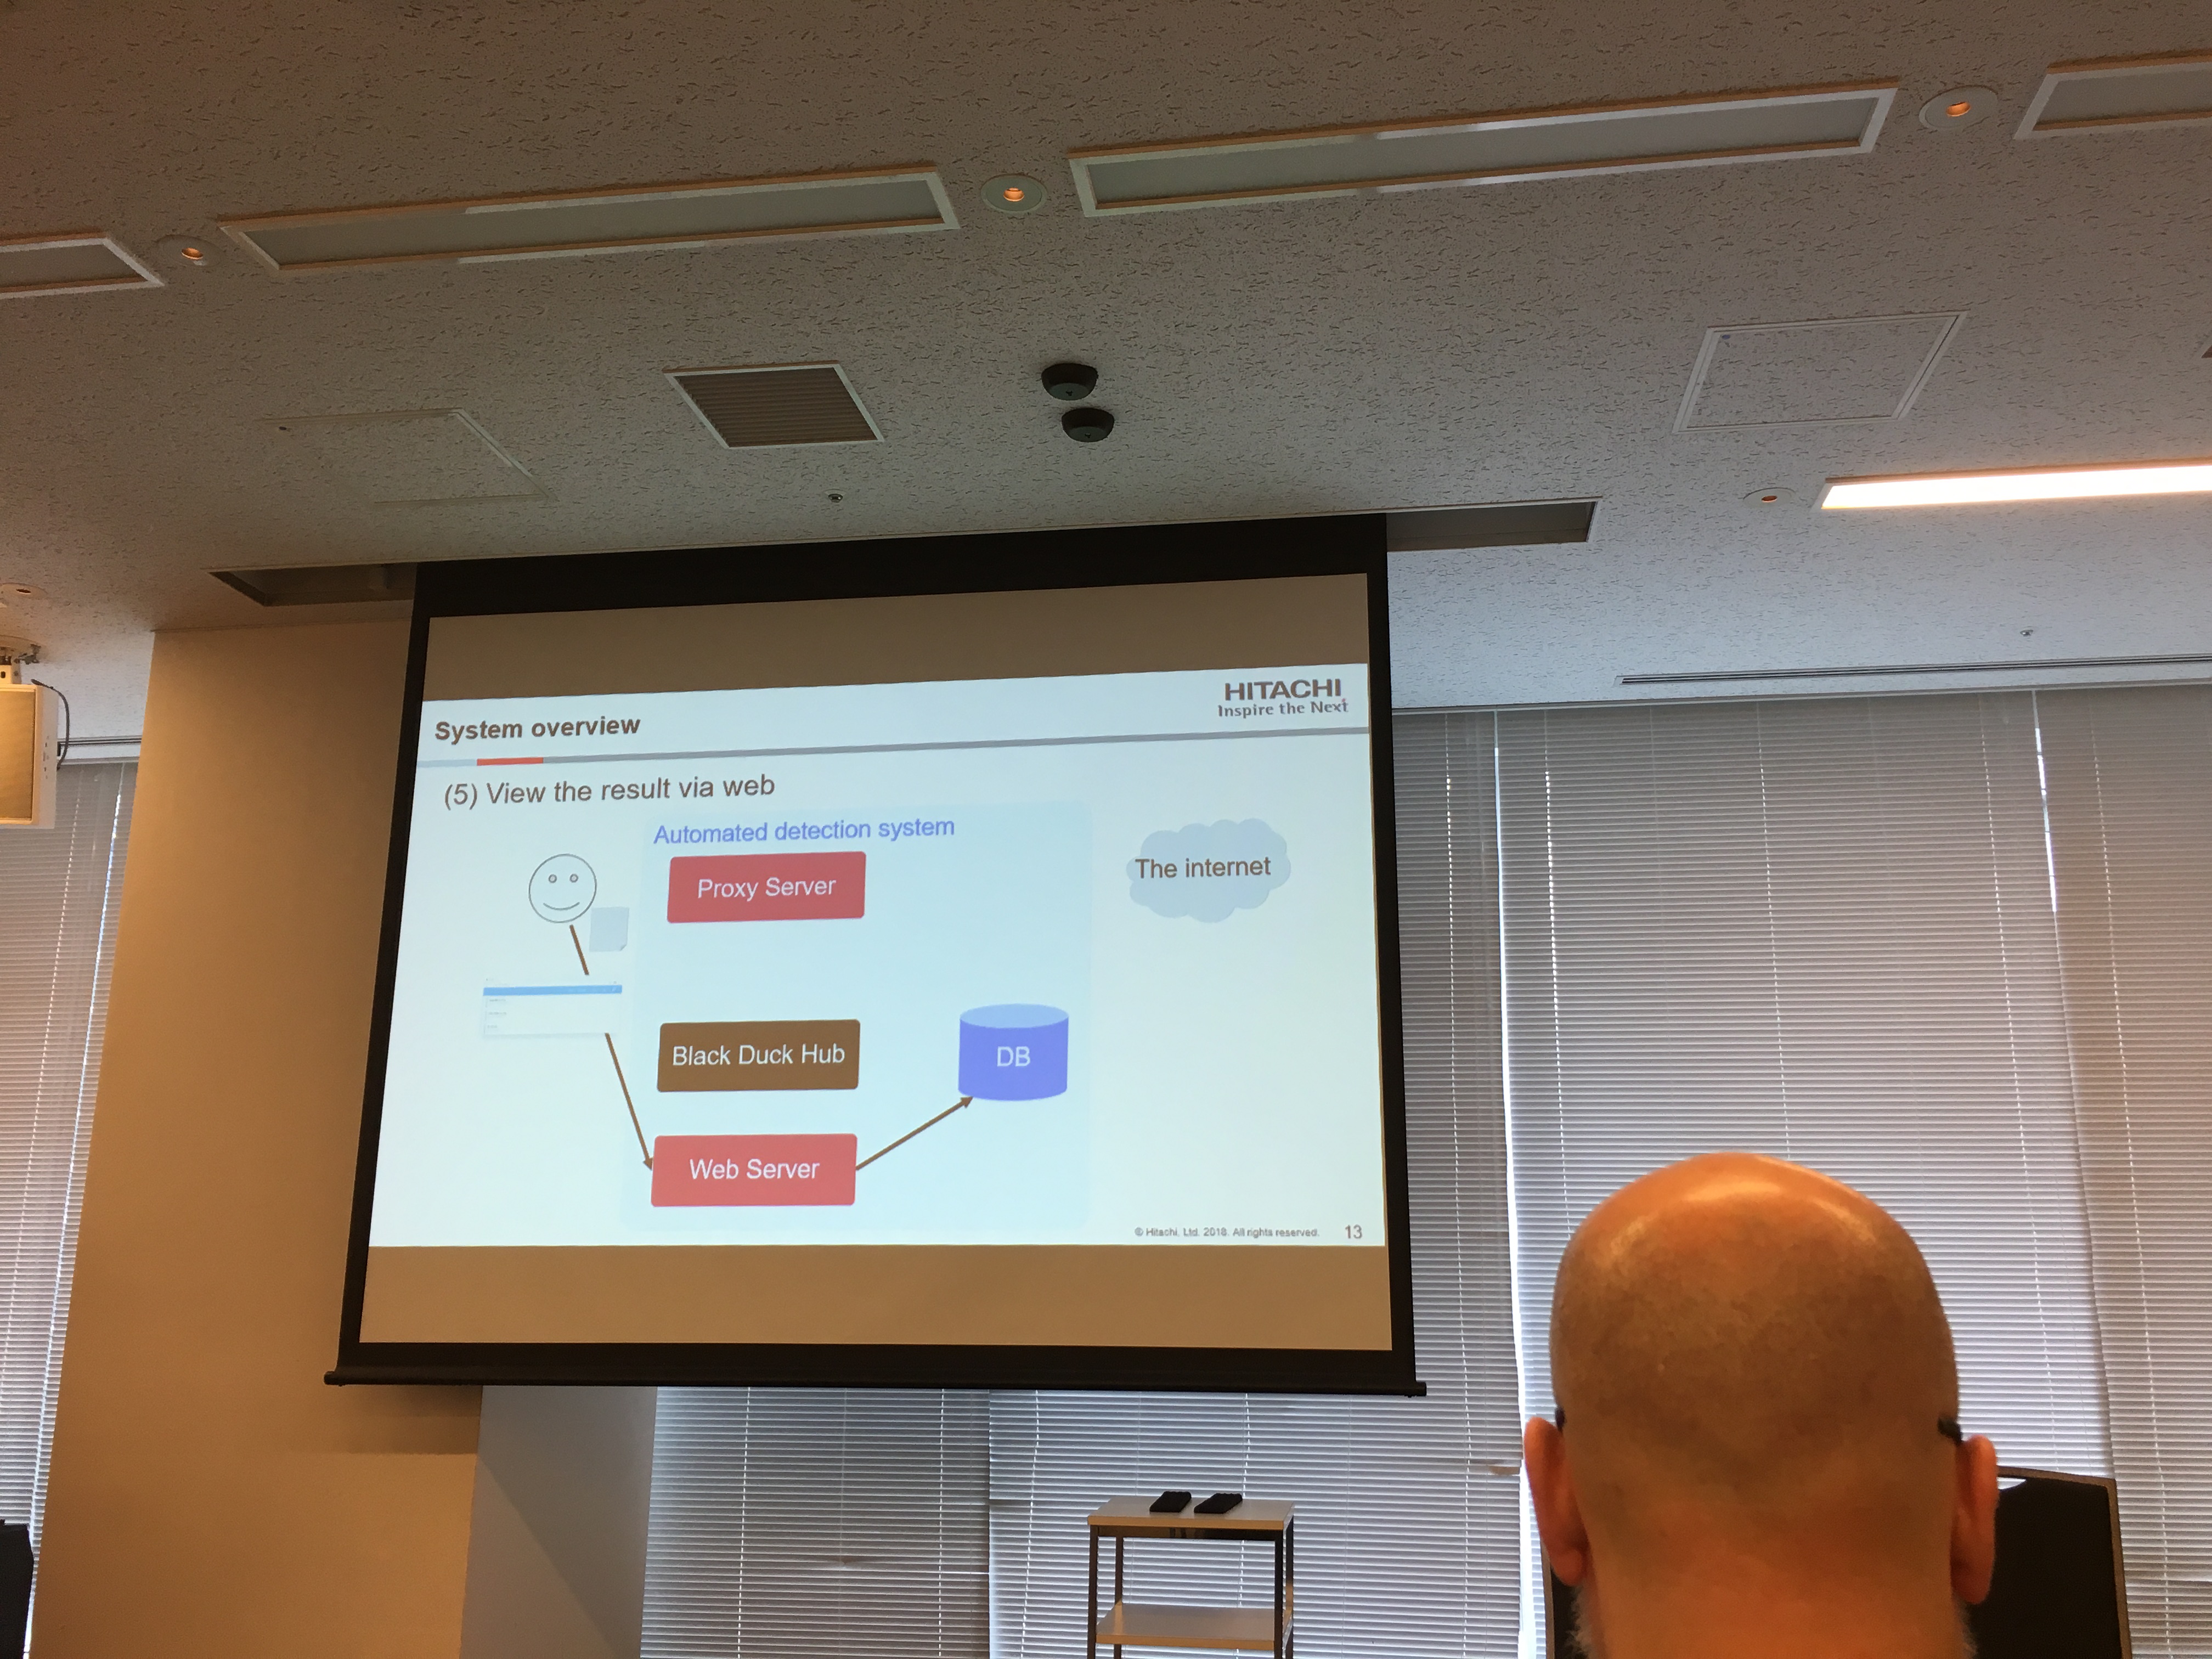 HITACHI
Inspire the Next
System overview
(5) View the result via web
Automated detection system
Proxy Server
The internet
Black Duck Hub
DB
Web Server
© Hitachi, Ltd. 2018. All rights reserved.
13